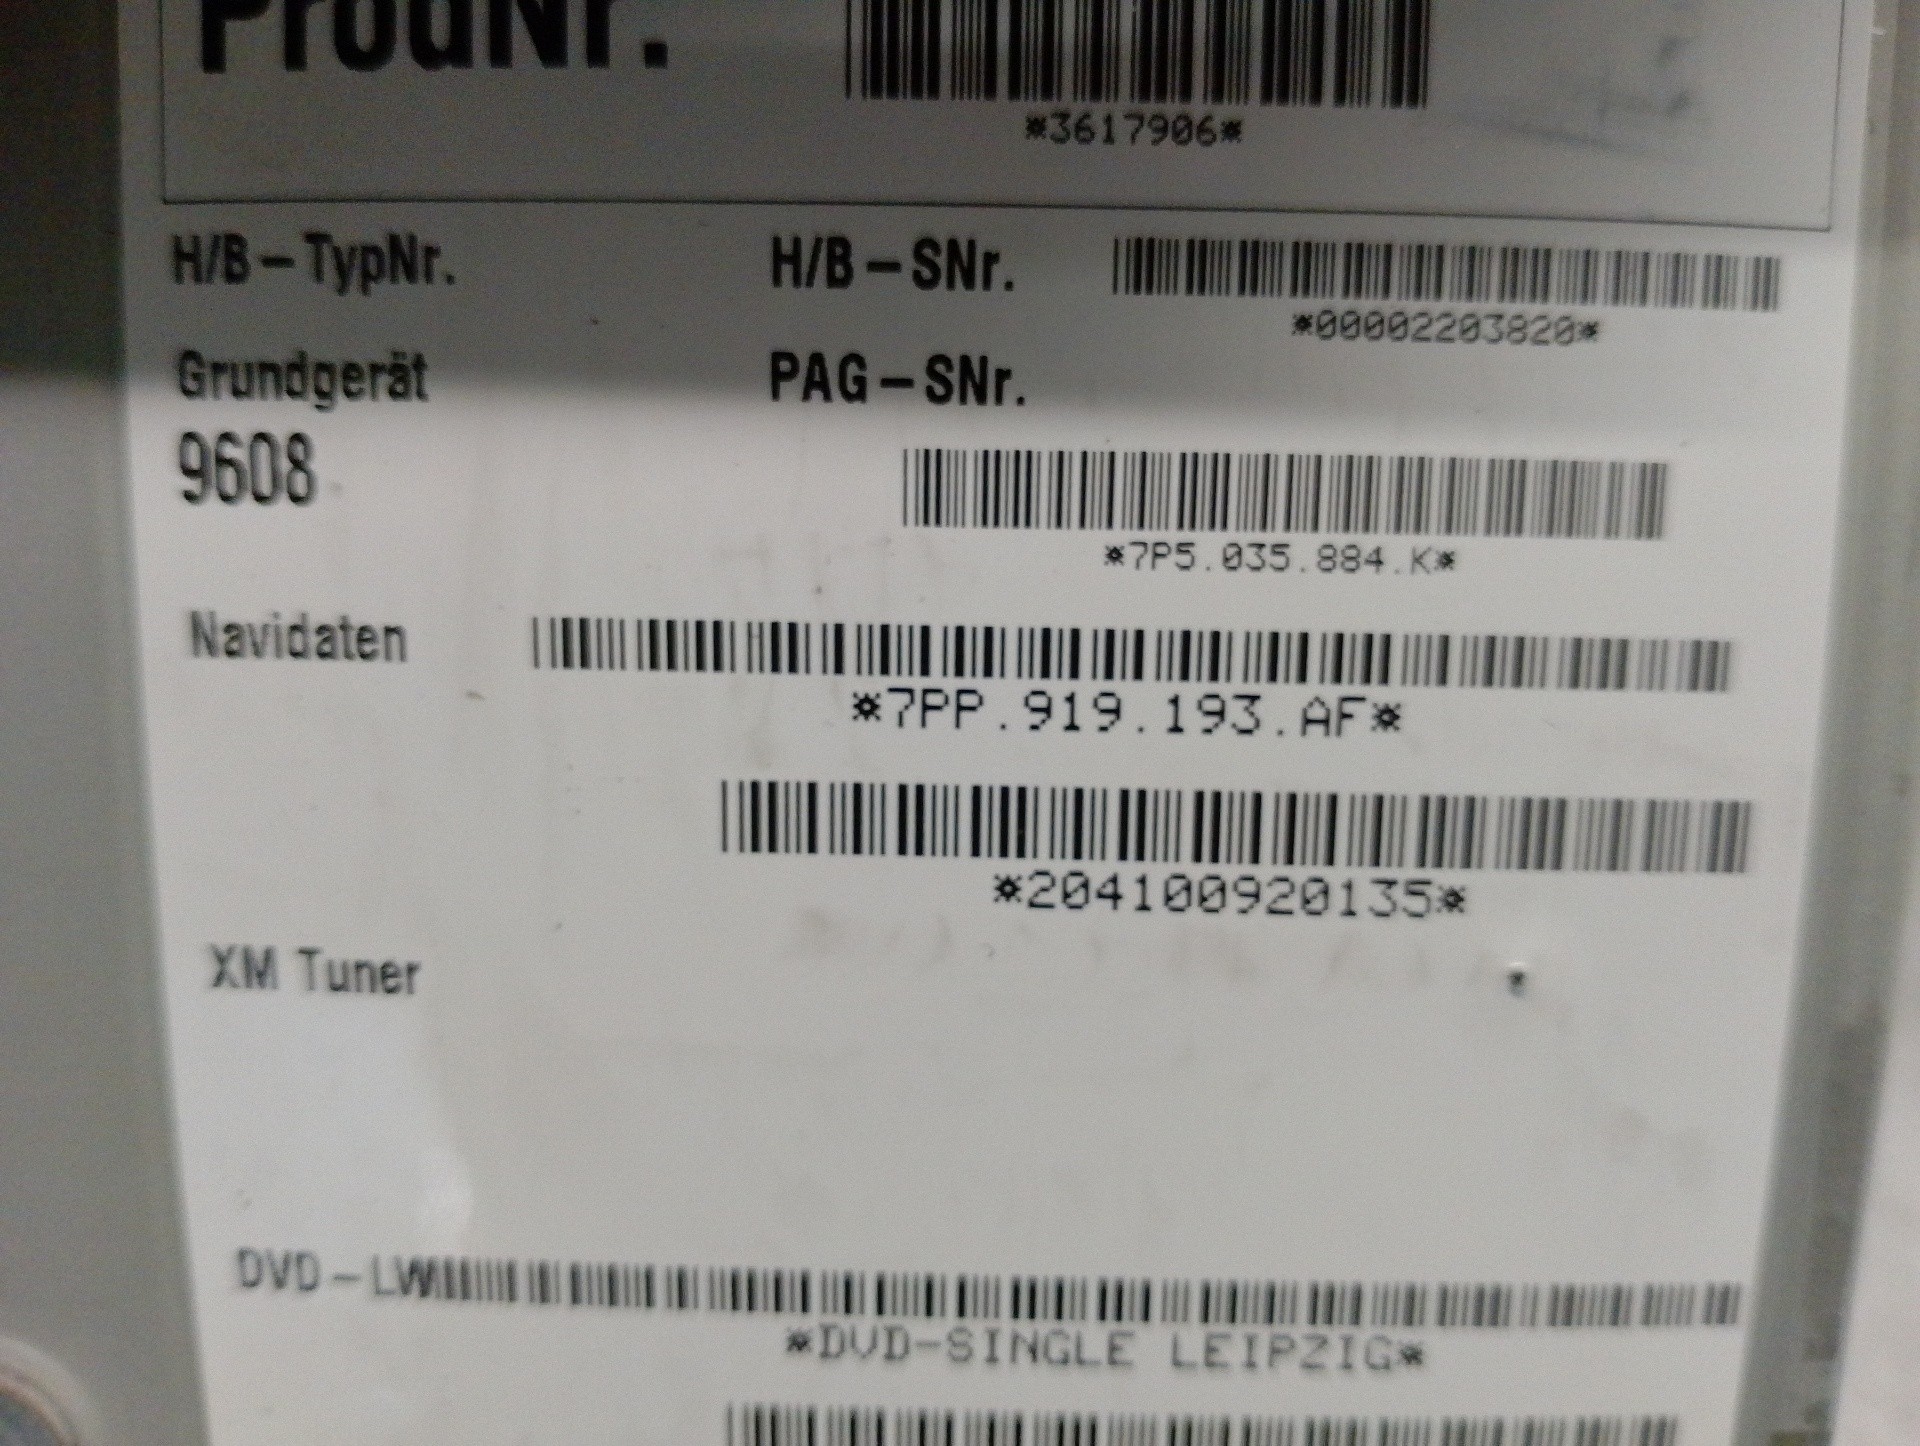 ProdNr.
*3617906*
H/B-TypNr. H/B-SNr.
*00002203820*
Grundgerät PAG-SNr.
9608
*7P5.035.884.K*
Navidaten
*7PP.919.193.AF*
*204100920135*
XM Tuner
DVD-LW
*DVD-SINGLE LEIPZIG*